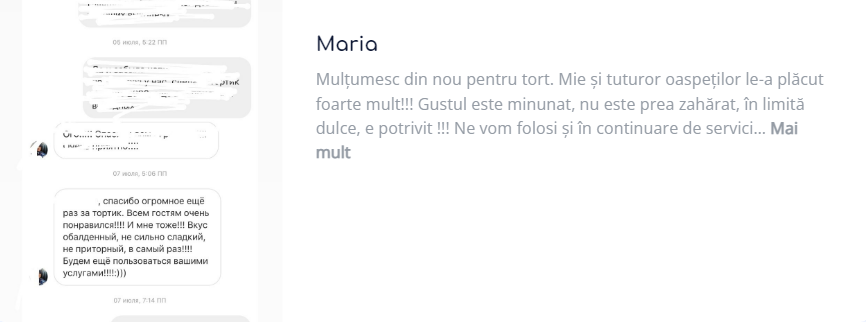 05 июля, 5:22 ПП
07 июля, 5:06 ПП
, спасибо огромное ещё
раз за тортик. Всем гостям очень
понравился!!!! И мне тоже!!! Вкус
обалденный, не сильно сладкий,
не приторный, в самый раз!!!!
Будем ещё пользоваться вашими
услугами!!!!:)))
07 июля, 7:14 ПП
Maria
Mulțumesc din nou pentru tort. Mie și tuturor oaspeților le-a plăcut
foarte mult!!! Gustul este minunat, nu este prea zahărat, în limită
dulce, e potrivit !!! Ne vom folosi și în continuare de servici... Mai
mult